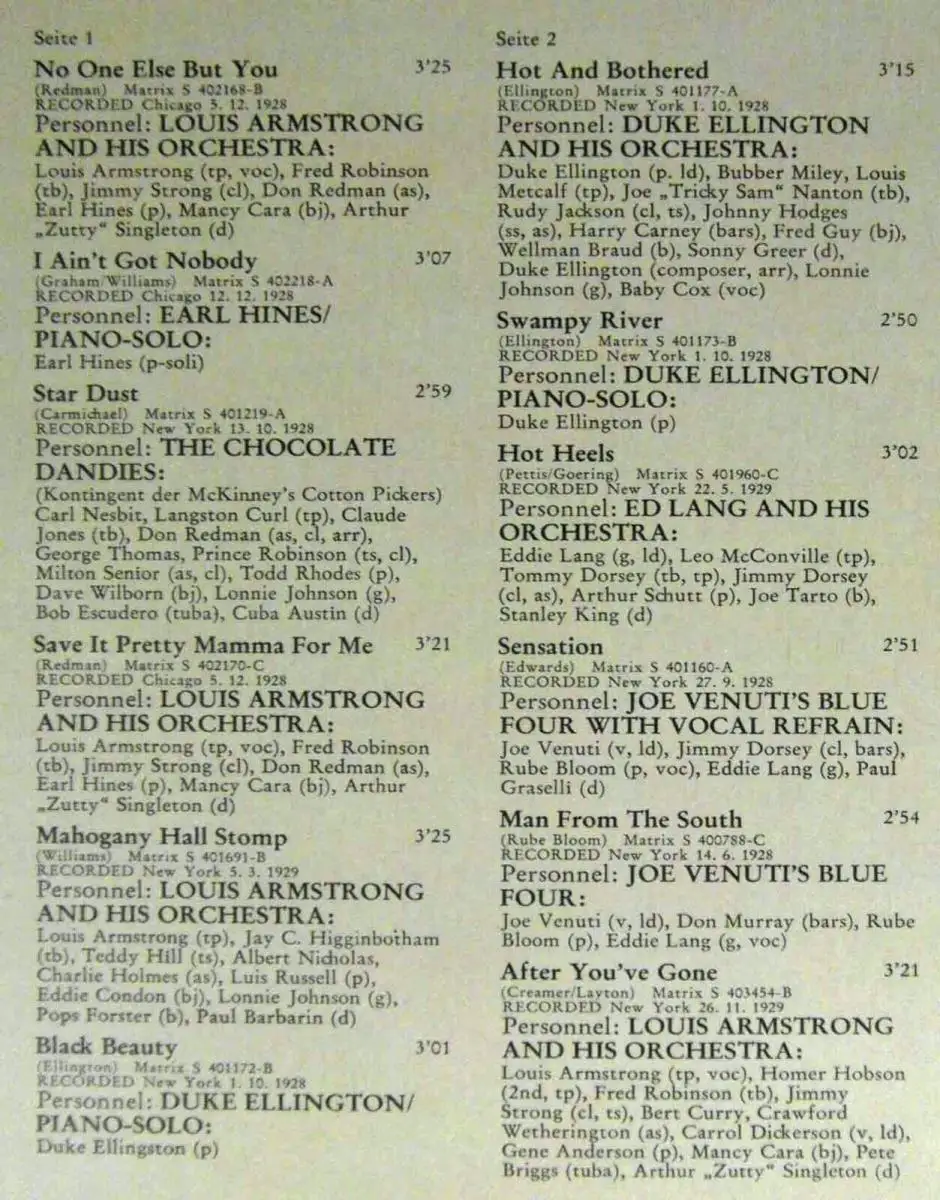 Seite 1
No One Else But You 3'25
(Redman) Matrix S 402168-B
RECORDED Chicago 5. 12. 1928
Personnel: LOUIS ARMSTRONG
AND HIS ORCHESTRA:
Louis Armstrong (tp, voc), Fred Robinson
(tb), Jimmy Strong (cl), Don Redman (as),
Earl Hines (p), Mancy Cara (bj), Arthur
„Zutty“ Singleton (d)
I Ain't Got Nobody 3'07
(Graham/Williams) Matrix S 402218-A
RECORDED Chicago 12. 12. 1928
Personnel: EARL HINES/
PIANO-SOLO:
Earl Hines (p-soli)
Star Dust 2'59
(Carmichael) Matrix S 401219-A
RECORDED New York 13. 10. 1928
Personnel: THE CHOCOLATE
DANDIES:
(Kontingent der McKinney's Cotton Pickers)
Carl Nesbit, Langston Curl (tp), Claude
Jones (tb), Don Redman (as, cl, arr),
George Thomas, Prince Robinson (ts, cl),
Milton Senior (as, cl), Todd Rhodes (p),
Dave Wilborn (bj), Lonnie Johnson (g),
Bob Escudero (tuba), Cuba Austin (d)
Save It Pretty Mamma For Me 3'21
(Redman) Matrix S 402170-C
RECORDED Chicago 5. 12. 1928
Personnel: LOUIS ARMSTRONG
AND HIS ORCHESTRA:
Louis Armstrong (tp, voc), Fred Robinson
(tb), Jimmy Strong (cl), Don Redman (as),
Earl Hines (p), Mancy Cara (bj), Arthur
„Zutty“ Singleton (d)
Mahogany Hall Stomp 3'25
(Williams) Matrix S 401691-B
RECORDED New York 5. 3. 1929
Personnel: LOUIS ARMSTRONG
AND HIS ORCHESTRA:
Louis Armstrong (tp), Jay C. Higginbotham
(tb), Teddy Hill (ts), Albert Nicholas,
Charlie Holmes (as), Luis Russell (p),
Eddie Condon (bj), Lonnie Johnson (g),
Pops Forster (b), Paul Barbarin (d)
Black Beauty 3'01
(Ellington) Matrix S 401172-B
RECORDED New York 1. 10. 1928
Personnel: DUKE ELLINGTON/
PIANO-SOLO:
Duke Ellingston (p)
Seite 2
Hot And Bothered 3'15
(Ellington) Matrix S 401177-A
RECORDED New York 1. 10. 1928
Personnel: DUKE ELLINGTON
AND HIS ORCHESTRA:
Duke Ellington (p. ld), Bubber Miley, Louis
Metcalf (tp), Joe „Tricky Sam“ Nanton (tb),
Rudy Jackson (cl, ts), Johnny Hodges
(ss, as), Harry Carney (bars), Fred Guy (bj),
Wellman Braud (b), Sonny Greer (d),
Duke Ellington (composer, arr), Lonnie
Johnson (g), Baby Cox (voc)
Swampy River 2'50
(Ellington) Matrix S 401173-B
RECORDED New York 1. 10. 1928
Personnel: DUKE ELLINGTON/
PIANO-SOLO:
Duke Ellington (p)
Hot Heels 3'02
(Pettis/Goering) Matrix S 401960-C
RECORDED New York 22. 5. 1929
Personnel: ED LANG AND HIS
ORCHESTRA:
Eddie Lang (g, ld), Leo McConville (tp),
Tommy Dorsey (tb, tp), Jimmy Dorsey
(cl, as), Arthur Schutt (p), Joe Tarto (b),
Stanley King (d)
Sensation 2'51
(Edwards) Matrix S 401160-A
RECORDED New York 27. 9. 1928
Personnel: JOE VENUTI'S BLUE
FOUR WITH VOCAL REFRAIN:
Joe Venuti (v, ld), Jimmy Dorsey (cl, bars),
Rube Bloom (p, voc), Eddie Lang (g), Paul
Graselli (d)
Man From The South 2'54
(Rube Bloom) Matrix S 400788-C
RECORDED New York 14. 6. 1928
Personnel: JOE VENUTI'S BLUE
FOUR:
Joe Venuti (v, ld), Don Murray (bars), Rube
Bloom (p), Eddie Lang (g, voc)
After You've Gone 3'21
(Creamer/Layton) Matrix S 403454-B
RECORDED New York 26. 11. 1929
Personnel: LOUIS ARMSTRONG
AND HIS ORCHESTRA:
Louis Armstrong (tp, voc), Homer Hobson
(2nd, tp), Fred Robinson (tb), Jimmy
Strong (cl, ts), Bert Curry, Crawford
Wetherington (as), Carrol Dickerson (v, ld),
Gene Anderson (p), Mancy Cara (bj), Pete
Briggs (tuba), Arthur „Zutty“ Singleton (d)